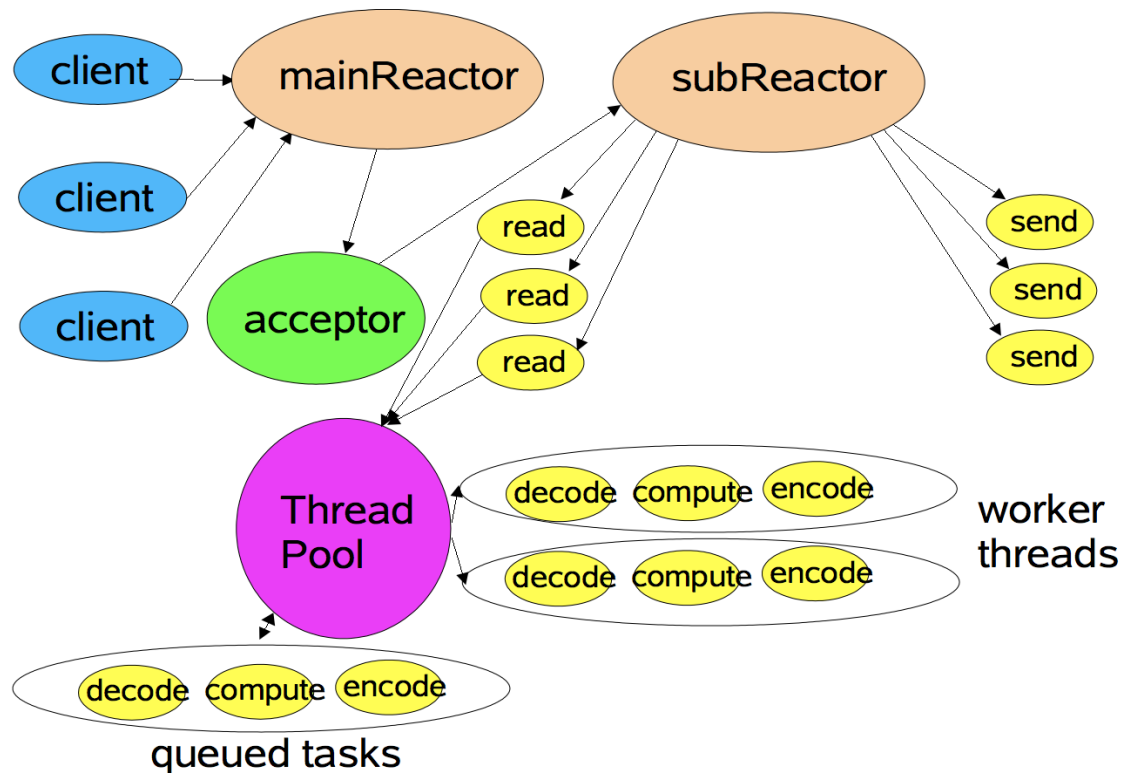 client
mainReactor
subReactor
client
read
send
client
acceptor
read
send
read
send
Thread
Pool
decode
compute
encode
worker
threads
decode
compute
encode
decode
compute
encode
queued tasks